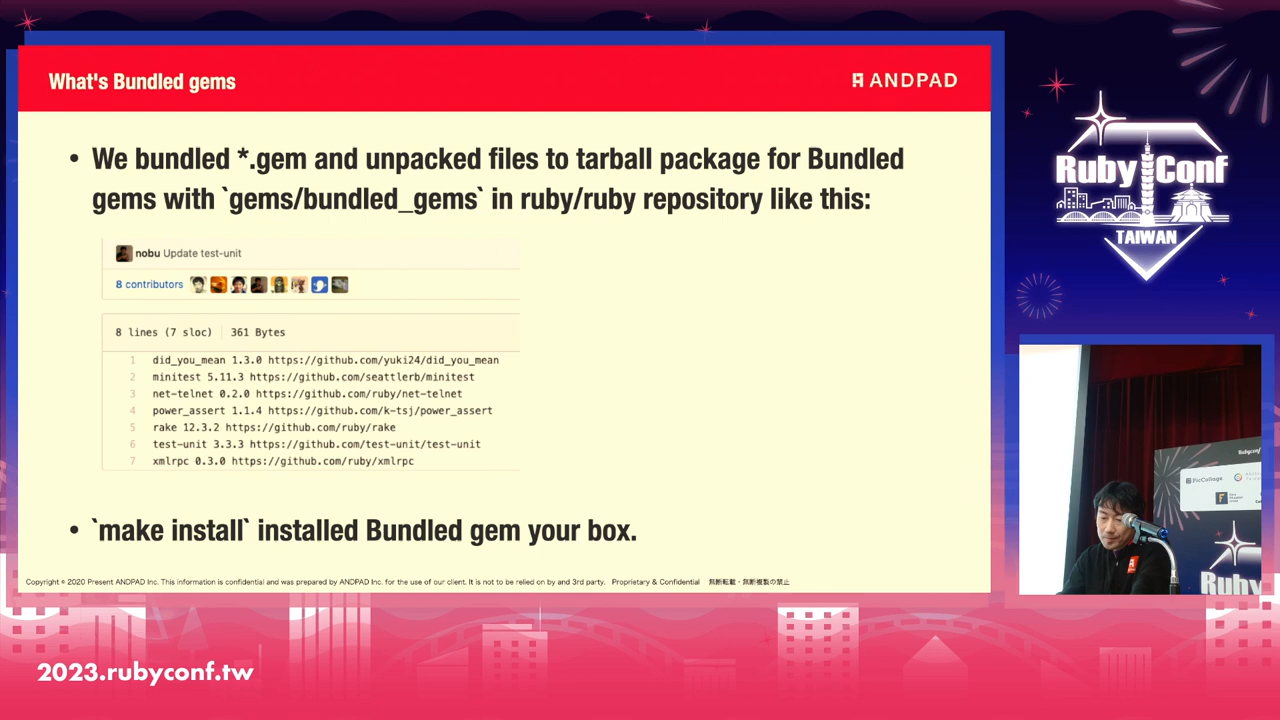 What's Bundled gems
ANDPAD
• We bundled *.gem and unpacked files to tarball package for Bundled
gems with `gems/bundled_gems` in ruby/ruby repository like this:
nobu Update test-unit
8 contributors
8 lines (7 sloc) 361 Bytes
1 did_you_mean 1.3.0 https://github.com/yuki24/did_you_mean
2 minitest 5.11.3 https://github.com/seattlerb/minitest
3 net-telnet 0.2.0 https://github.com/ruby/net-telnet
4 power_assert 1.1.4 https://github.com/k-tsj/power_assert
5 rake 12.3.2 https://github.com/ruby/rake
6 test-unit 3.3.3 https://github.com/test-unit/test-unit
7 xmlrpc 0.3.0 https://github.com/ruby/xmlrpc
• `make install` installed Bundled gem your box.
Copyright © 2020 Present ANDPAD Inc. This information is confidential and was prepared by ANDPAD Inc. for the use of our client. It is not to be relied on by and 3rd party. Proprietary & Confidential 無断転載・無断複製の禁止
RubyConf
TAIWAN
Rubyconf
PicCollage
Ruby
2023.rubyconf.tw